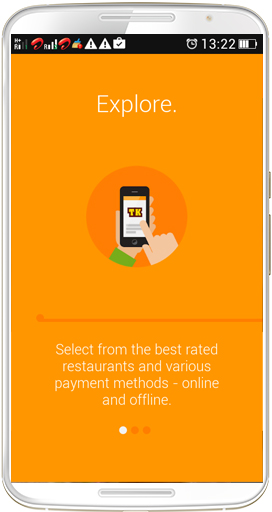 H+
R 13:22
Explore.
TK
Select from the best rated
restaurants and various
payment methods - online
and offline.